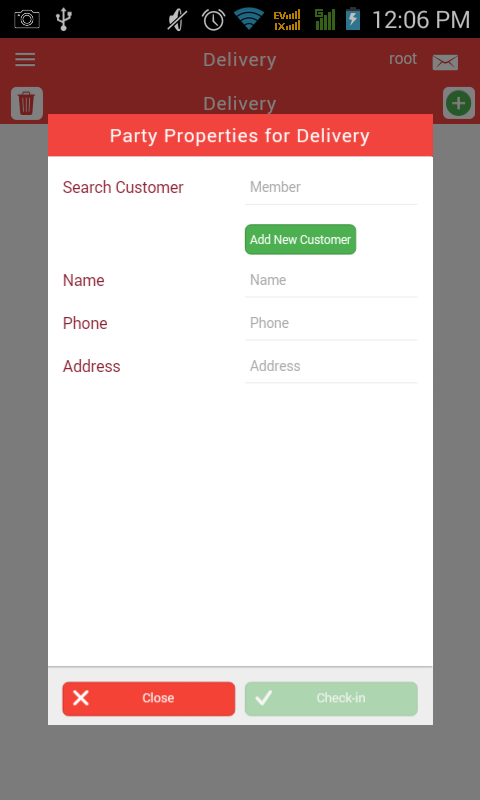 EV
1X
G
12:06 PM
Delivery
root
Delivery
Party Properties for Delivery
Search Customer
Member
Add New Customer
Name
Name
Phone
Phone
Address
Address
Close
Check-in